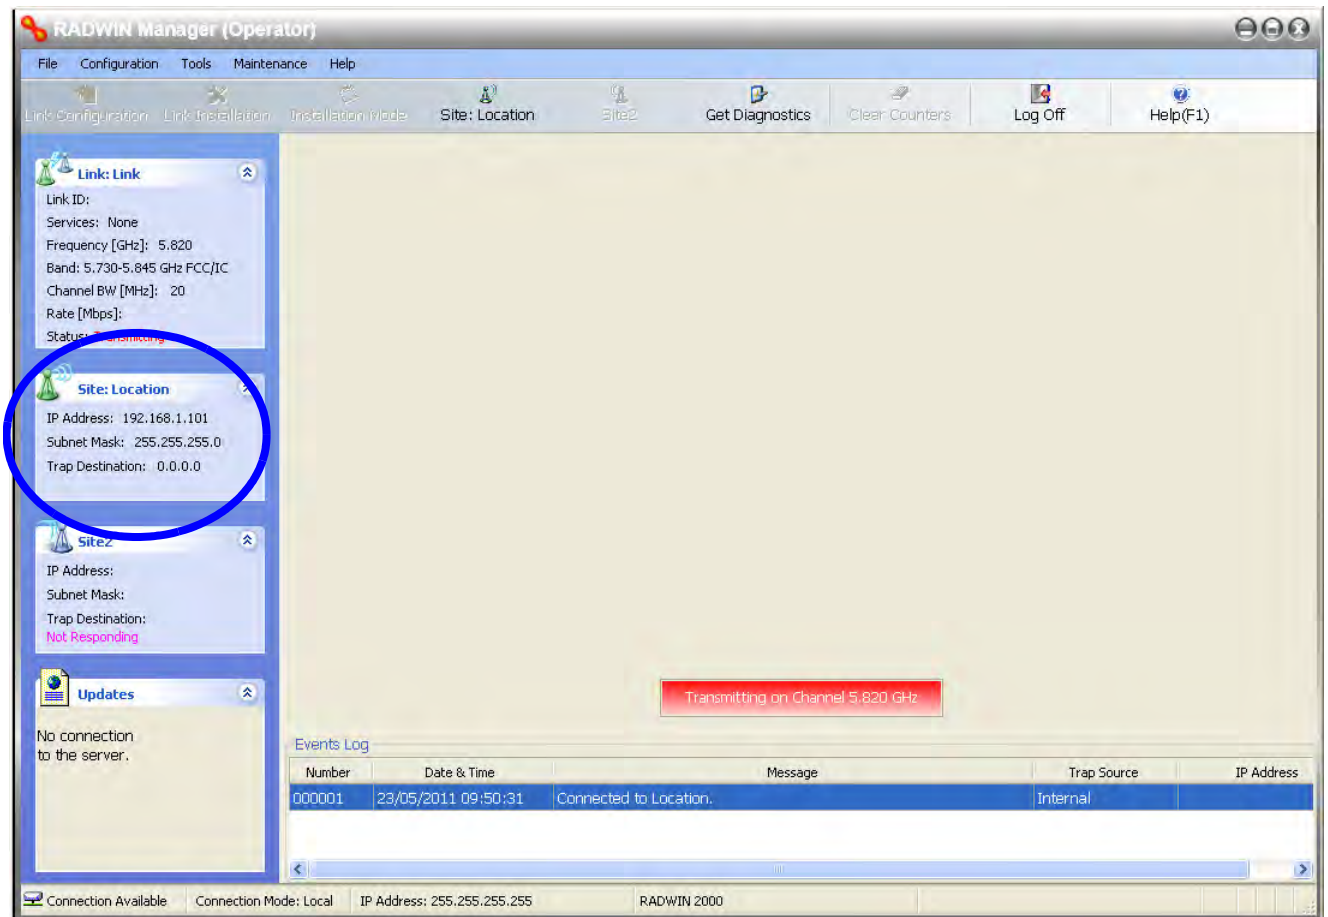 RADWIN Manager (Operator)
File Configuration Tools Maintenance Help
Link Configuration Link Installation Installation Mode Site: Location Site2 Get Diagnostics Clear Counters Log Off Help(F1)
Link: Link
Link ID:
Services: None
Frequency [GHz]: 5.820
Band: 5.730-5.845 GHz FCC/IC
Channel BW [MHz]: 20
Rate [Mbps]:
Status: Transmitting
Site: Location
IP Address: 192.168.1.101
Subnet Mask: 255.255.255.0
Trap Destination: 0.0.0.0
Site2
IP Address:
Subnet Mask:
Trap Destination:
Not Responding
Updates
No connection
to the server.
Transmitting on Channel 5.820 GHz
Events Log
Number Date & Time Message Trap Source IP Address
000001 23/05/2011 09:50:31 Connected to Location. Internal
Connection Available Connection Mode: Local IP Address: 255.255.255.255 RADWIN 2000